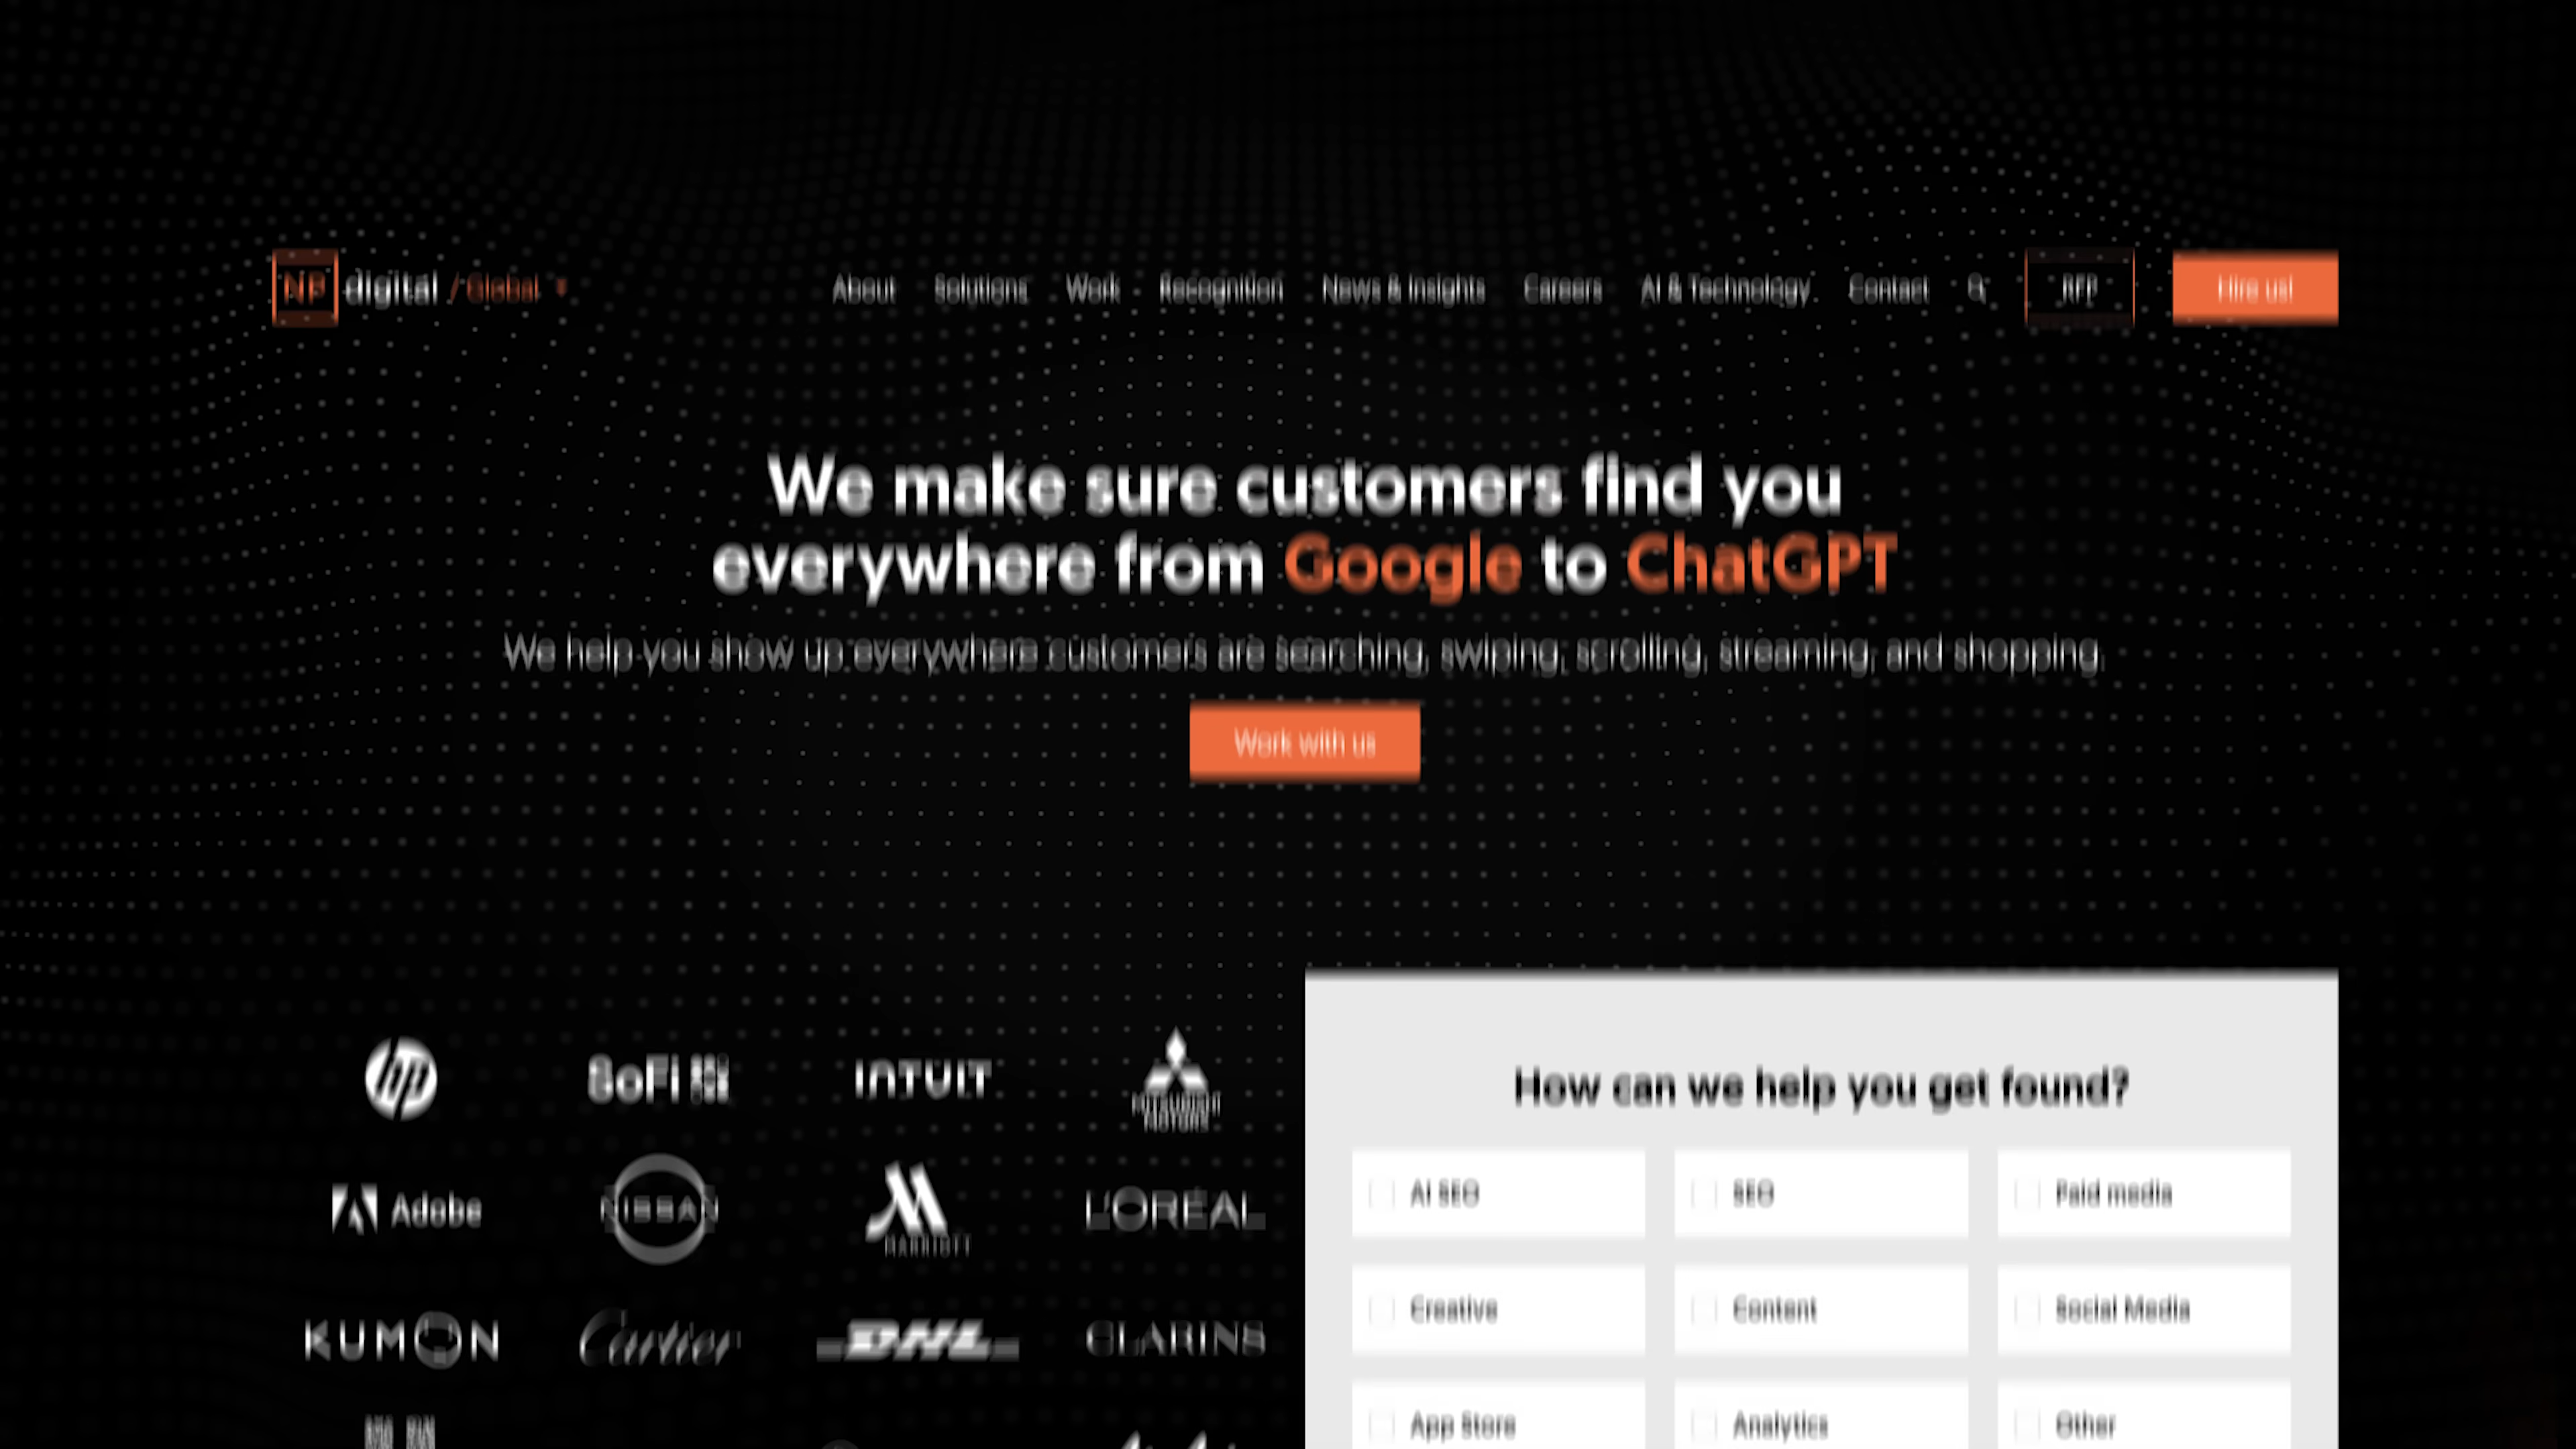 NP digital / Global
About Solutions Work Recognition News & Insights Careers AI & Technology Contact RFP Hire us!
We make sure customers find you
everywhere from Google to ChatGPT
We help you show up everywhere customers are searching, swiping, scrolling, streaming, and shopping.
Work with us
hp SoFi INTUIT MITSUBISHI MOTORS
Adobe NISSAN MARRIOTT L'ORÉAL
KUMON Cartier DHL CLARINS
How can we help you get found?
AI SEO SEO Paid media
Creative Content Social Media
App Store Analytics Other